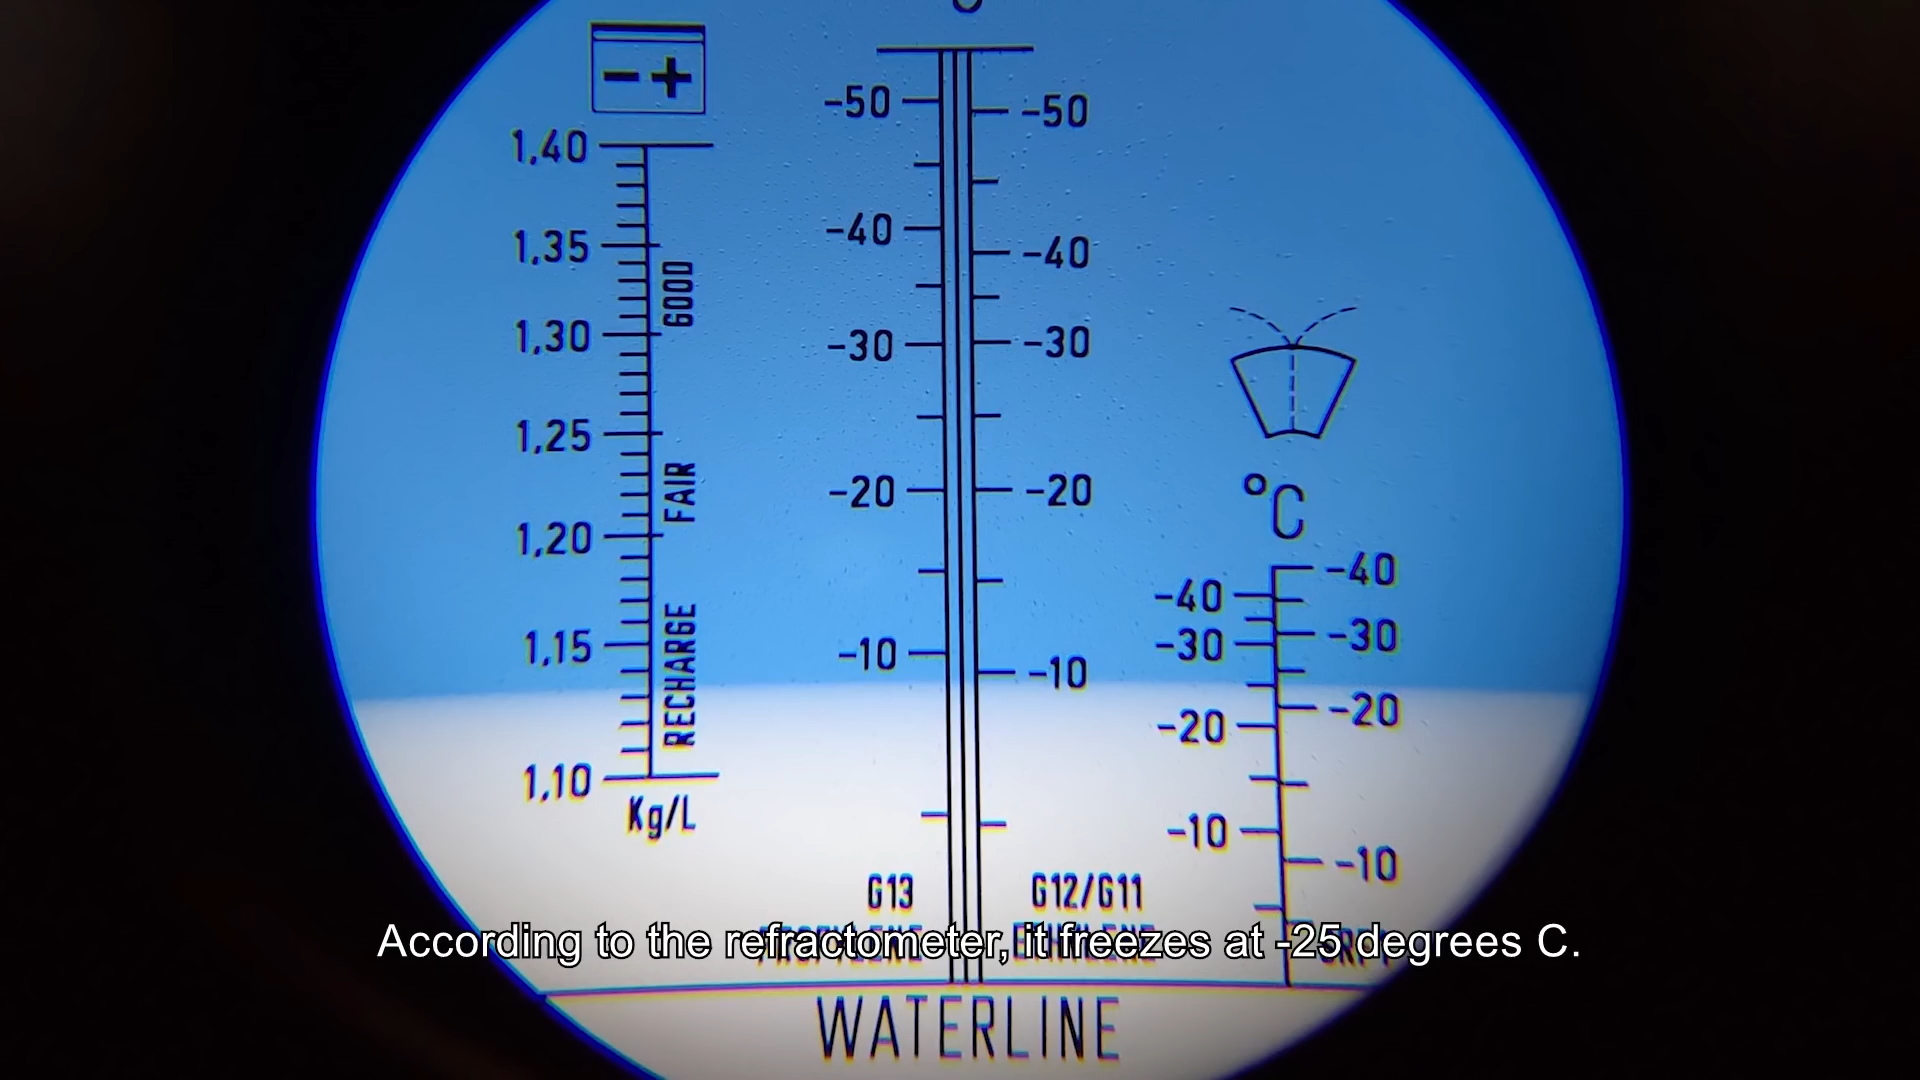 −+
-50
-50
1,40
-40
1,35
-40
GOOD
1,30
-30
-30
1,25
FAIR
-20
-20
°C
1,20
-40
-40
RECHARGE
-30
-30
1,15
-10
-10
-20
-20
1,10
Kg/L
-10
-10
G13
G12/G11
PROPYLENE
ETHYLENE
According to the refractometer, it freezes at -25 degrees C.
WATERLINE